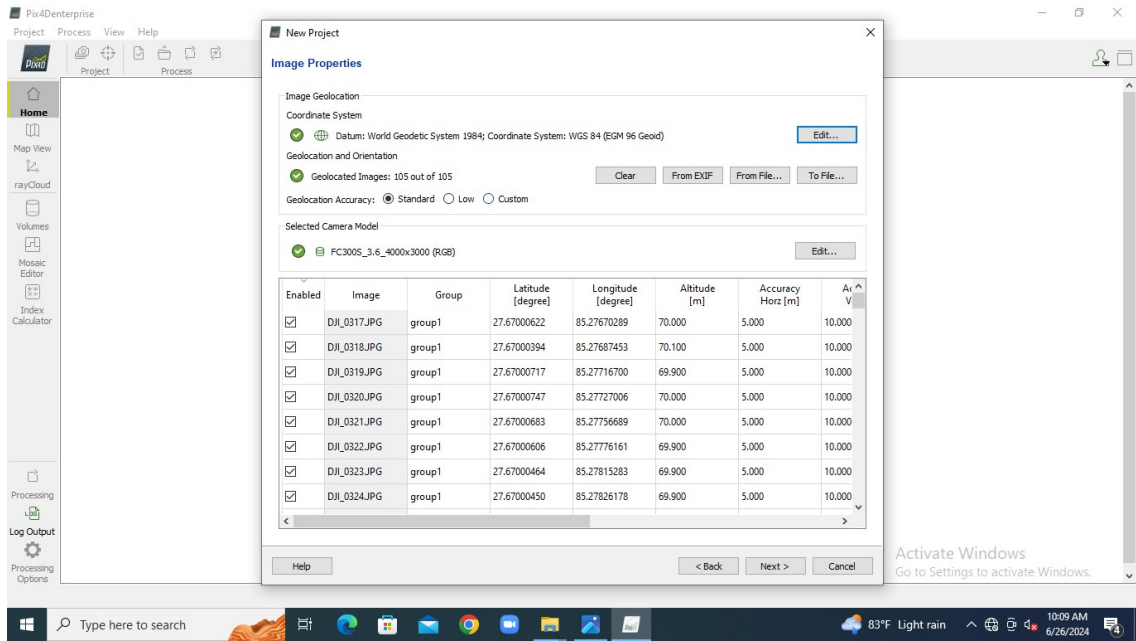 Pix4Denterprise
Project Process View Help
PIX4D
Project
Process
Home
Map View
rayCloud
Volumes
Mosaic
Editor
Index
Calculator
Processing
Log Output
Processing
Options
New Project
Image Properties
Image Geolocation
Coordinate System
Datum: World Geodetic System 1984; Coordinate System: WGS 84 (EGM 96 Geoid)
Edit...
Geolocation and Orientation
Geolocated Images: 105 out of 105
Clear From EXIF From File... To File...
Geolocation Accuracy: Standard Low Custom
Selected Camera Model
FC300S_3.6_4000x3000 (RGB)
Edit...
Enabled Image Group Latitude [degree] Longitude [degree] Altitude [m] Accuracy Horz [m]
DJI_0317.JPG group1 27.67000622 85.27670289 70.000 5.000 10.000
DJI_0318.JPG group1 27.67000394 85.27687453 70.100 5.000 10.000
DJI_0319.JPG group1 27.67000717 85.27716700 69.900 5.000 10.000
DJI_0320.JPG group1 27.67000747 85.27727006 70.000 5.000 10.000
DJI_0321.JPG group1 27.67000683 85.27756689 70.000 5.000 10.000
DJI_0322.JPG group1 27.67000606 85.27776161 69.900 5.000 10.000
DJI_0323.JPG group1 27.67000464 85.27815283 69.900 5.000 10.000
DJI_0324.JPG group1 27.67000450 85.27826178 69.900 5.000 10.000
Help < Back Next > Cancel
Activate Windows
Go to Settings to activate Windows.
Type here to search
83°F Light rain
10:09 AM
6/26/2024
4